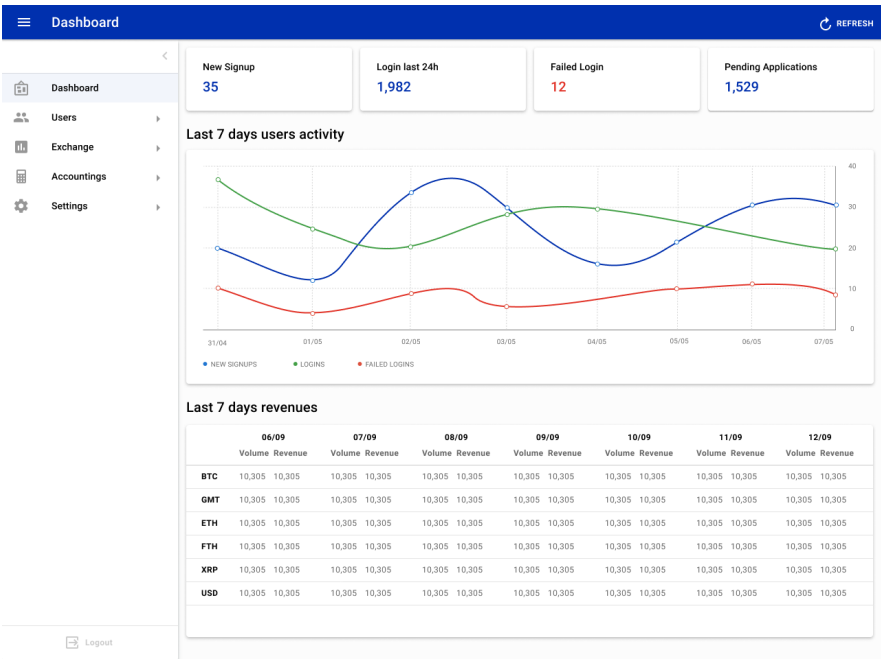 Dashboard
REFRESH
Dashboard
Users
Exchange
Accountings
Settings
Logout
New Signup
35
Login last 24h
1,982
Failed Login
12
Pending Applications
1,529
Last 7 days users activity
40
30
20
10
0
31/04 01/05 02/05 03/05 04/05 05/05 06/05 07/05
NEW SIGNUPS LOGINS FAILED LOGINS
Last 7 days revenues
06/09 07/09 08/09 09/09 10/09 11/09 12/09
Volume Revenue Volume Revenue Volume Revenue Volume Revenue Volume Revenue Volume Revenue Volume Revenue
BTC 10,305 10,305 10,305 10,305 10,305 10,305 10,305 10,305 10,305 10,305 10,305 10,305 10,305 10,305
GMT 10,305 10,305 10,305 10,305 10,305 10,305 10,305 10,305 10,305 10,305 10,305 10,305 10,305 10,305
ETH 10,305 10,305 10,305 10,305 10,305 10,305 10,305 10,305 10,305 10,305 10,305 10,305 10,305 10,305
FTH 10,305 10,305 10,305 10,305 10,305 10,305 10,305 10,305 10,305 10,305 10,305 10,305 10,305 10,305
XRP 10,305 10,305 10,305 10,305 10,305 10,305 10,305 10,305 10,305 10,305 10,305 10,305 10,305 10,305
USD 10,305 10,305 10,305 10,305 10,305 10,305 10,305 10,305 10,305 10,305 10,305 10,305 10,305 10,305